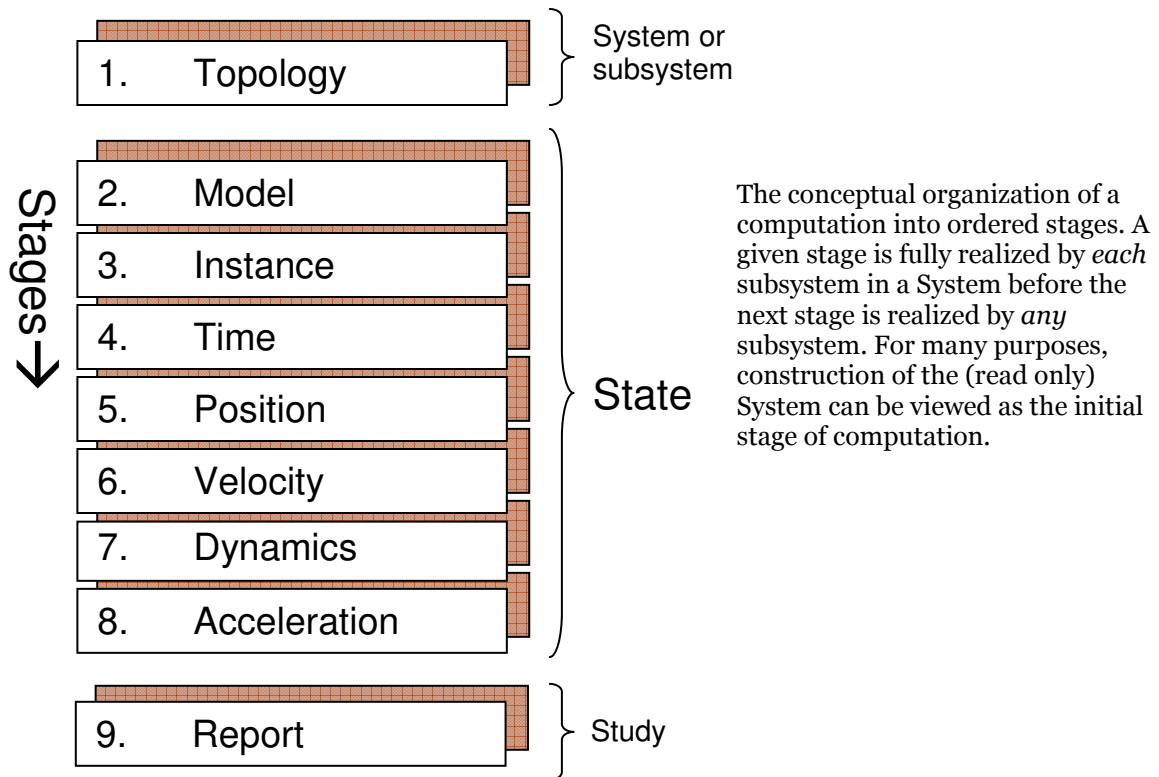 1. Topology
System or
subsystem
Stages→
2. Model
3. Instance
4. Time
5. Position
6. Velocity
7. Dynamics
8. Acceleration
State
The conceptual organization of a
computation into ordered stages. A
given stage is fully realized by each
subsystem in a System before the
next stage is realized by any
subsystem. For many purposes,
construction of the (read only)
System can be viewed as the initial
stage of computation.
9. Report
Study